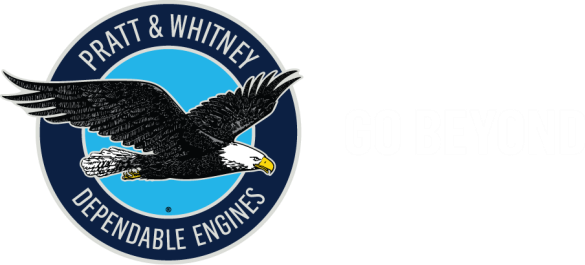 PRATT & WHITNEY
DEPENDABLE ENGINES
®